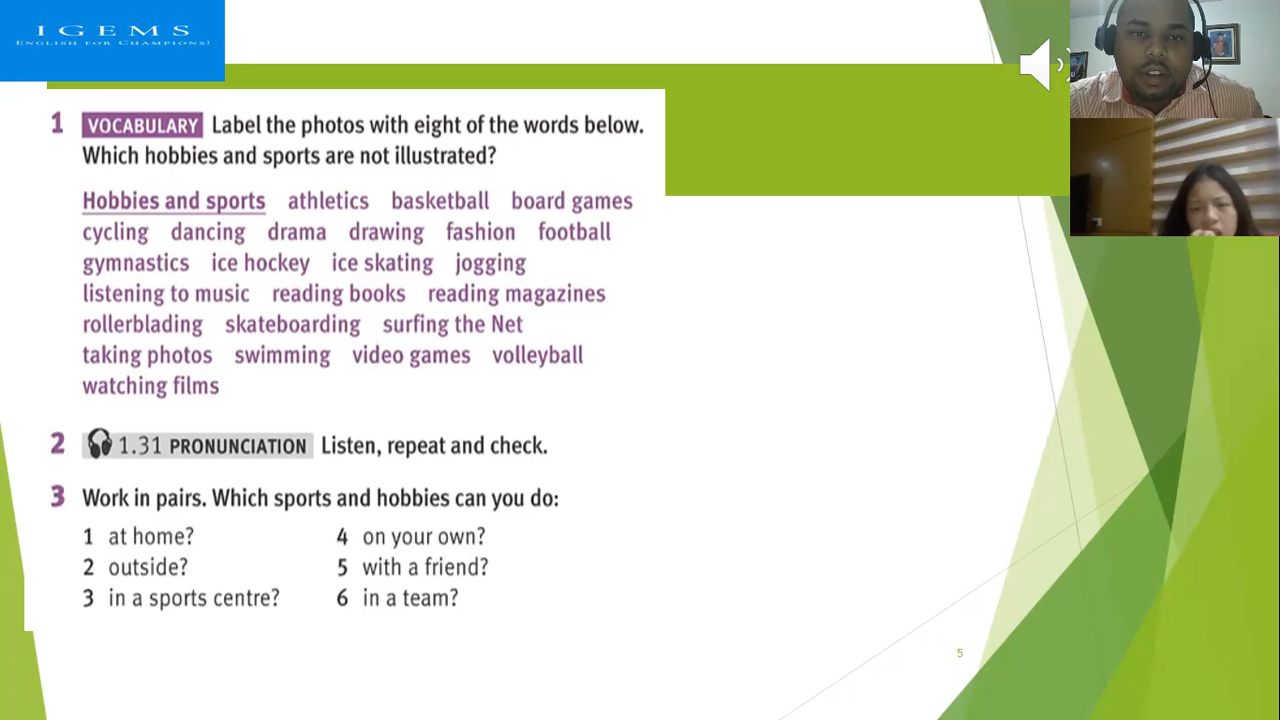 IGEMS
ENGLISH FOR CHAMPIONS!
1 VOCABULARY Label the photos with eight of the words below.
Which hobbies and sports are not illustrated?
Hobbies and sports athletics basketball board games
cycling dancing drama drawing fashion football
gymnastics ice hockey ice skating jogging
listening to music reading books reading magazines
rollerblading skateboarding surfing the Net
taking photos swimming video games volleyball
watching films
2 1.31 PRONUNCIATION Listen, repeat and check.
3 Work in pairs. Which sports and hobbies can you do:
1 at home? 4 on your own?
2 outside? 5 with a friend?
3 in a sports centre? 6 in a team?
5